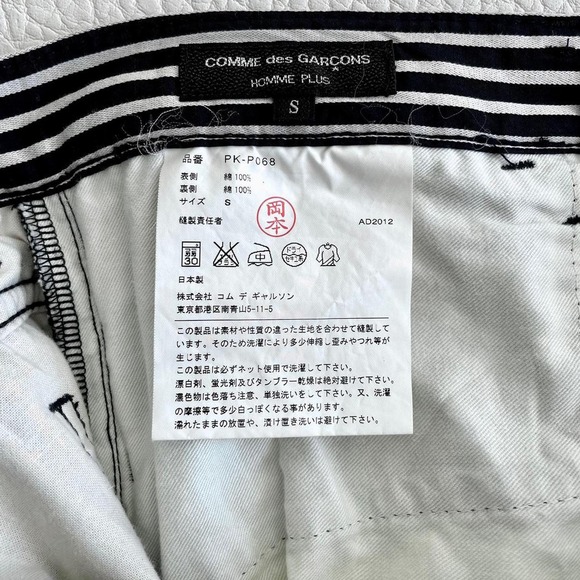 COMME des GARÇONS
HOMME PLUS
S
品番 PK-P068
表側 綿 100%
裏側 綿 100%
サイズ S
縫製責任者 岡本 AD2012
30
ドライ
日本製
株式会社 コム デ ギャルソン
東京都港区南青山5-11-5
この製品は素材や性質の違った生地を合わせて縫製して
います。そのため洗濯により多少伸縮し歪みやつれ等が
生じます。
この製品は必ずネット使用で洗濯して下さい。
漂白剤、蛍光剤及びタンブラー乾燥は絶対避けて下さい。
濃色物は色落ち注意、単独洗いをして下さい。又、洗濯
の摩擦等で多少白っぽくなる事があります。
濡れたままの放置や、漬け置き洗いは避けて下さい。